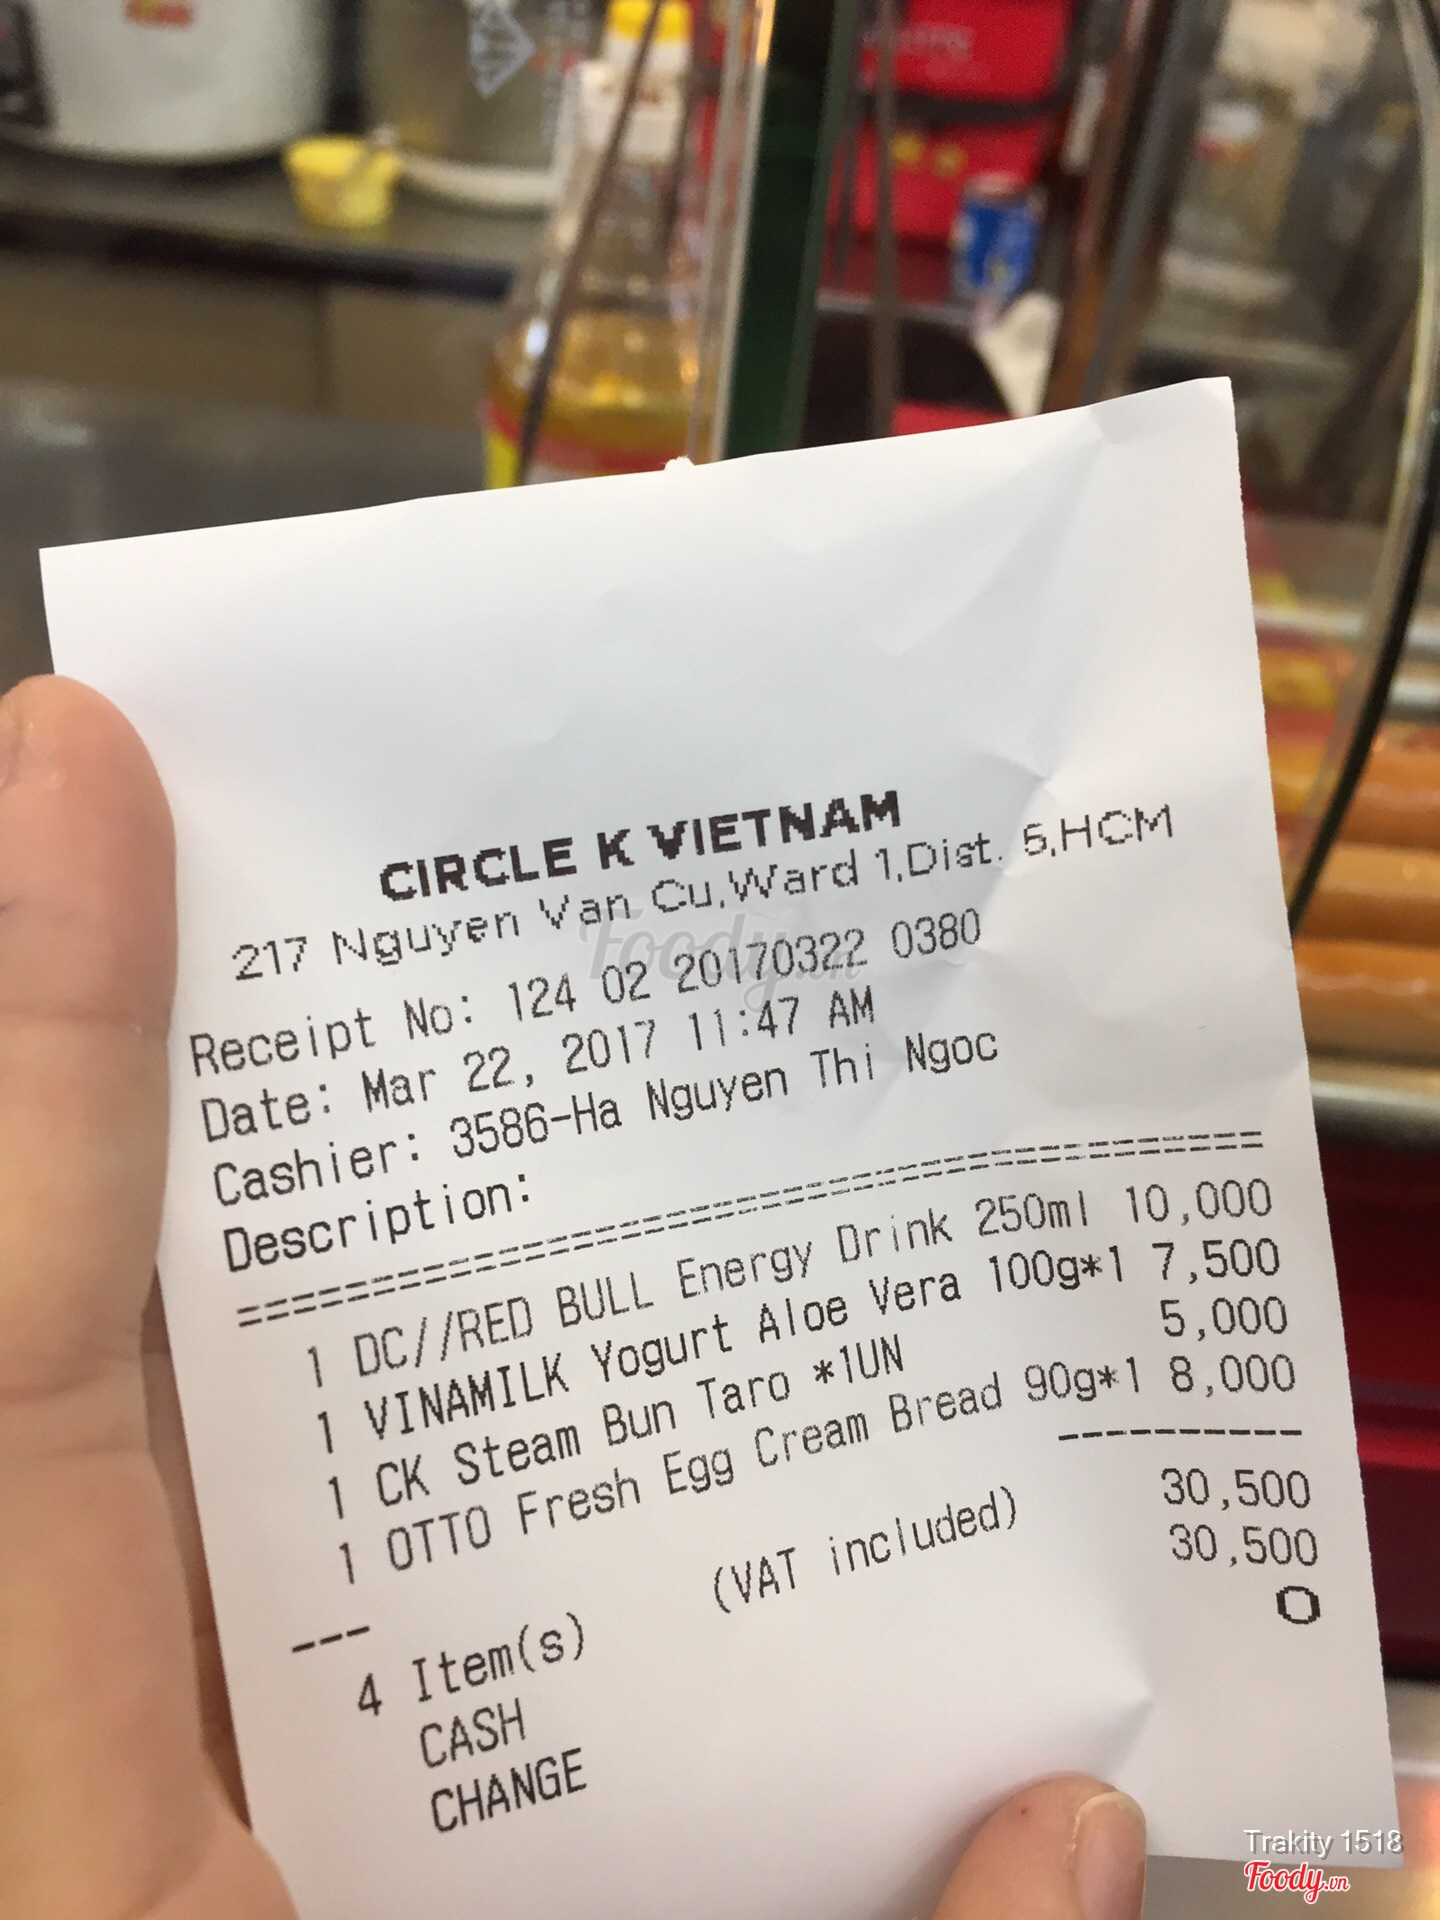 CIRCLE K VIETNAM
217 Nguyen Van Cu,Ward 1,Dist. 5,HCM
Receipt No: 124 02 20170322 0380
Date: Mar 22, 2017 11:47 AM
Cashier: 3586-Ha Nguyen Thi Ngoc
Description:
==================================
1 DC//RED BULL Energy Drink 250ml 10,000
1 VINAMILK Yogurt Aloe Vera 100g*1 7,500
1 CK Steam Bun Taro *1UN 5,000
1 OTTO Fresh Egg Cream Bread 90g*1 8,000
--- ----------
4 Item(s) (VAT included) 30,500
CASH 30,500
CHANGE 0
Foody.vn
Trakity 1518
Foody.vn